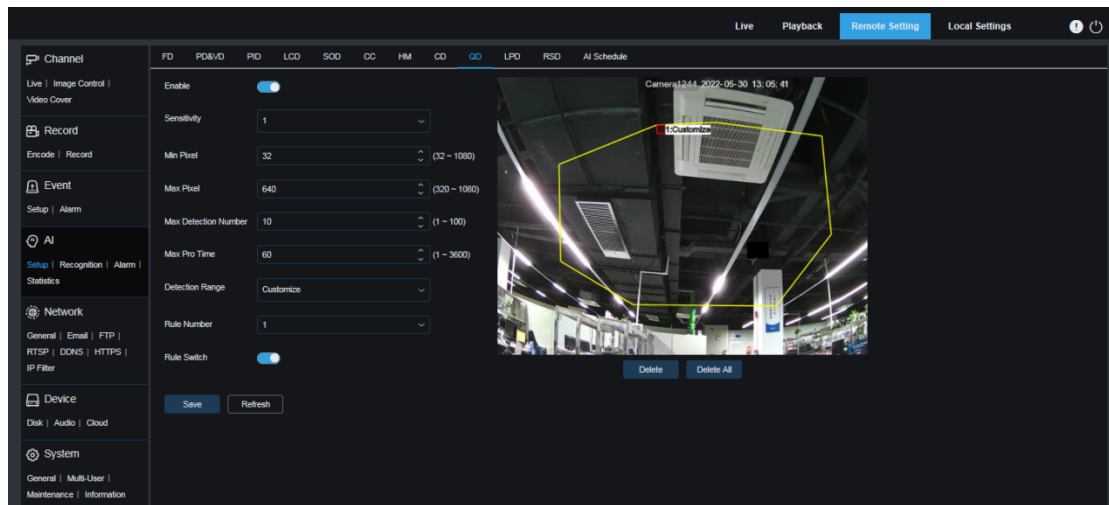 Live Playback Remote Setting Local Settings
Channel
Live | Image Control |
Video Cover
Record
Encode | Record
Event
Setup | Alarm
AI
Setup | Recognition | Alarm |
Statistics
Network
General | Email | FTP |
RTSP | DDNS | HTTPS |
IP Filter
Device
Disk | Audio | Cloud
System
General | Multi-User |
Maintenance | Information
FD PD&VD PID LCD SOD CC HM CD QD LPD RSD AI Schedule
Enable
Sensitivity 1
Min Pixel 32 (32 ~ 1080)
Max Pixel 640 (320 ~ 1080)
Max Detection Number 10 (1 ~ 100)
Max Pro Time 60 (1 ~ 3600)
Detection Range Customize
Rule Number 1
Rule Switch
Save Refresh
Camera1244 2022-05-30 13:05:41
1:Customize
Delete Delete All